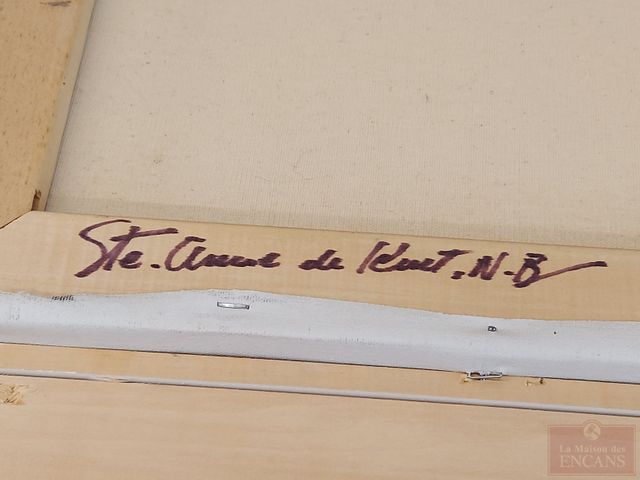 Ste. Anne de Kent. N-B
La Maison des
ENCANS